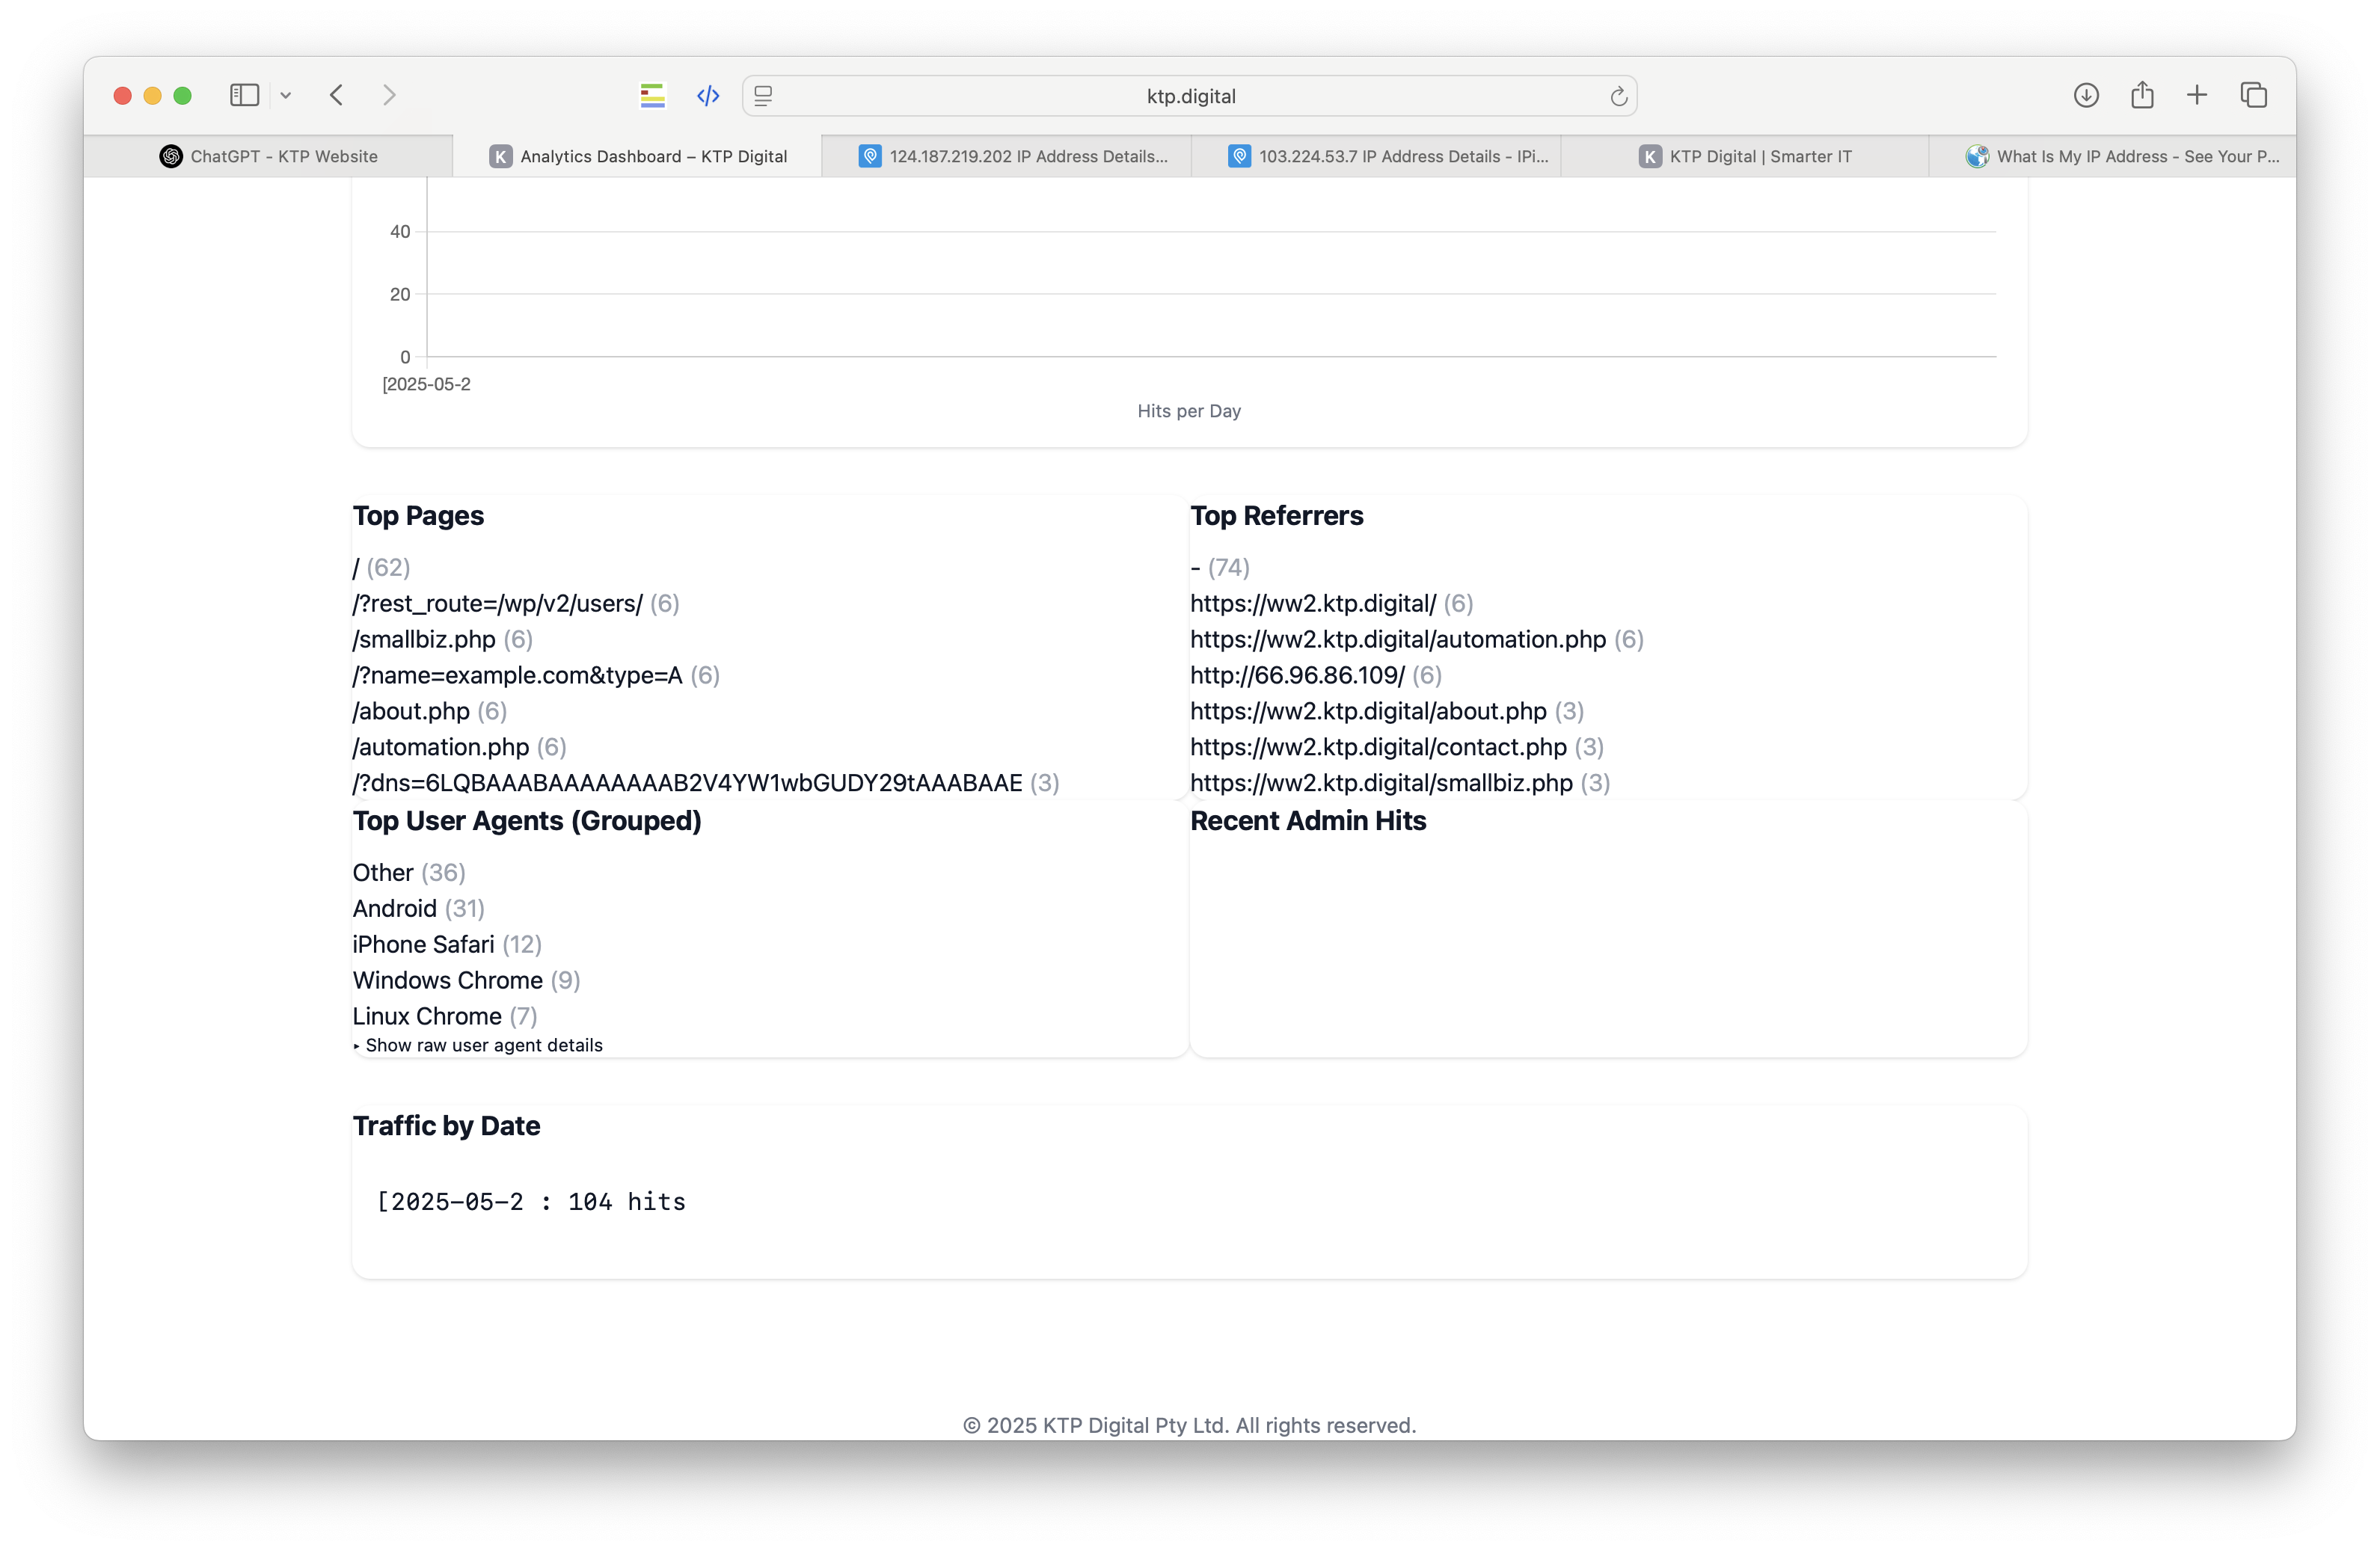 ktp.digital
ChatGPT - KTP Website
K Analytics Dashboard – KTP Digital
124.187.219.202 IP Address Details...
103.224.53.7 IP Address Details - IPi...
K KTP Digital | Smarter IT
What Is My IP Address - See Your P...
40
20
0
[2025-05-2
Hits per Day
Top Pages
/ (62)
/?rest_route=/wp/v2/users/ (6)
/smallbiz.php (6)
/?name=example.com&type=A (6)
/about.php (6)
/automation.php (6)
/?dns=6LQBAAABAAAAAAAAB2V4YW1wbGUDY29tAAABAAE (3)
Top Referrers
- (74)
https://ww2.ktp.digital/ (6)
https://ww2.ktp.digital/automation.php (6)
http://66.96.86.109/ (6)
https://ww2.ktp.digital/about.php (3)
https://ww2.ktp.digital/contact.php (3)
https://ww2.ktp.digital/smallbiz.php (3)
Top User Agents (Grouped)
Other (36)
Android (31)
iPhone Safari (12)
Windows Chrome (9)
Linux Chrome (7)
▸ Show raw user agent details
Recent Admin Hits
Traffic by Date
[2025-05-2 : 104 hits
© 2025 KTP Digital Pty Ltd. All rights reserved.